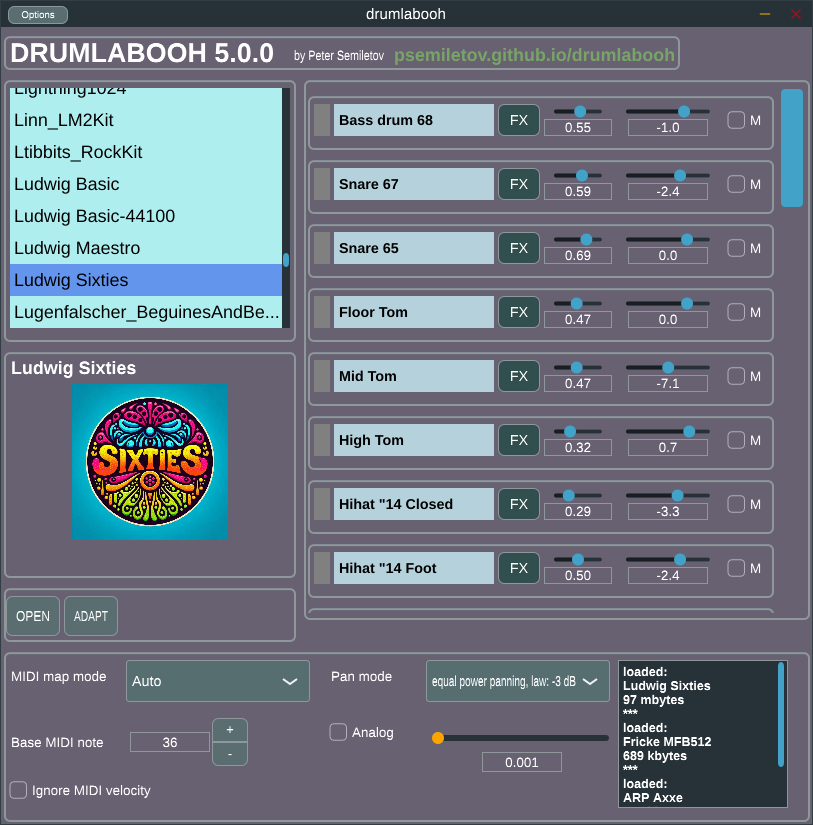 Options
drumlabooh
DRUMLABOOH 5.0.0 by Peter Semiletov psemiletov.github.io/drumlabooh
Lightning1024
Linn_LM2Kit
Ltibbits_RockKit
Ludwig Basic
Ludwig Basic-44100
Ludwig Maestro
Ludwig Sixties
Lugenfalscher_BeguinesAndBe...
Ludwig Sixties
SIXTIES
OPEN ADAPT
Bass drum 68 FX 0.55 -1.0 M
Snare 67 FX 0.59 -2.4 M
Snare 65 FX 0.69 0.0 M
Floor Tom FX 0.47 0.0 M
Mid Tom FX 0.47 -7.1 M
High Tom FX 0.32 0.7 M
Hihat "14 Closed FX 0.29 -3.3 M
Hihat "14 Foot FX 0.50 -2.4 M
MIDI map mode Auto
Base MIDI note 36 + -
Ignore MIDI velocity
Pan mode equal power panning, law: -3 dB
Analog 0.001
loaded:
Ludwig Sixties
97 mbytes
***
loaded:
Fricke MFB512
689 kbytes
***
loaded:
ARP Axxe